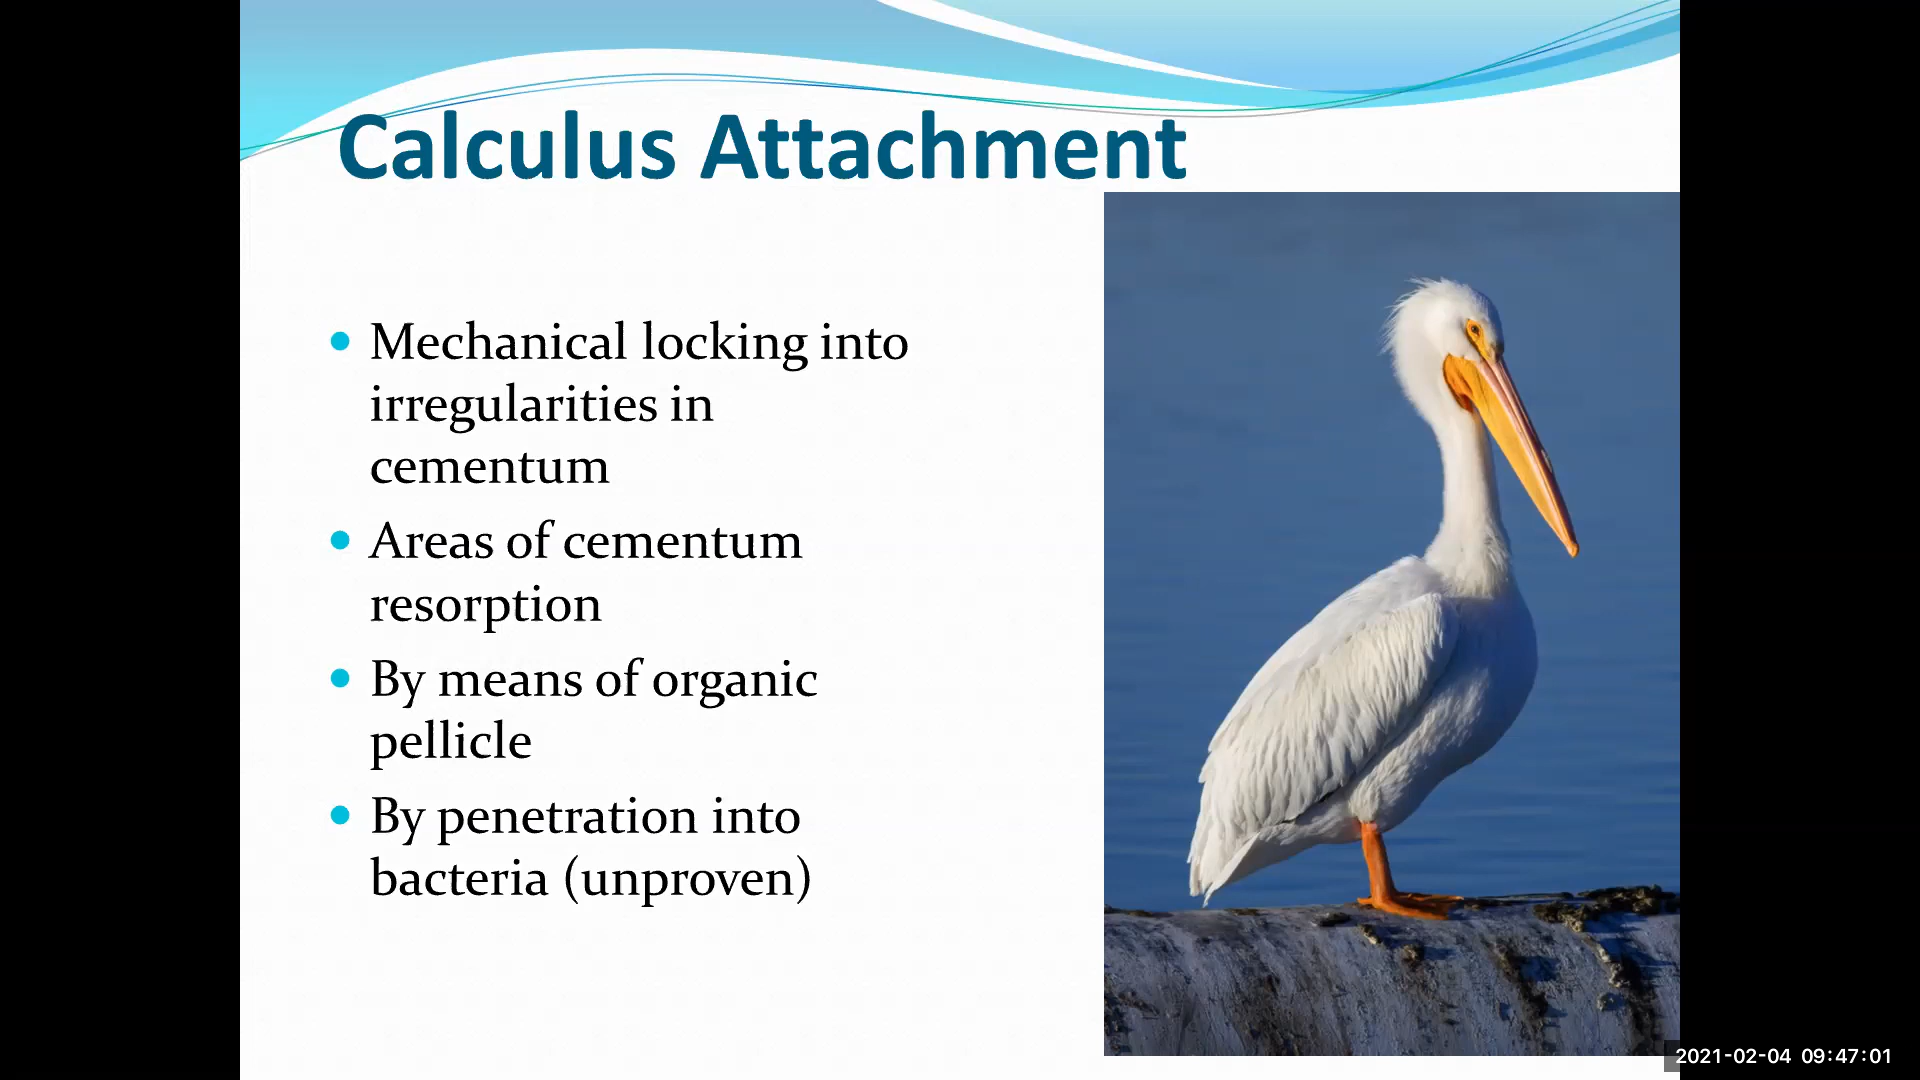 Calculus Attachment
Mechanical locking into
irregularities in
cementum
Areas of cementum
resorption
By means of organic
pellicle
By penetration into
bacteria (unproven)
2021-02-04 09:47:01